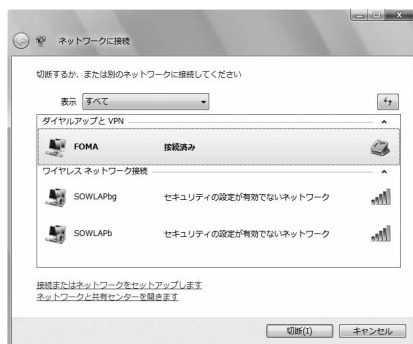 ネットワークに接続
切断するか、または別のネットワークに接続してください
表示 すべて
ダイヤルアップと VPN
FOMA 接続済み
ワイヤレス ネットワーク接続
SOWLAPbg セキュリティの設定が有効でないネットワーク
SOWLAPb セキュリティの設定が有効でないネットワーク
接続またはネットワークをセットアップします
ネットワークと共有センターを開きます
切断(I) キャンセル